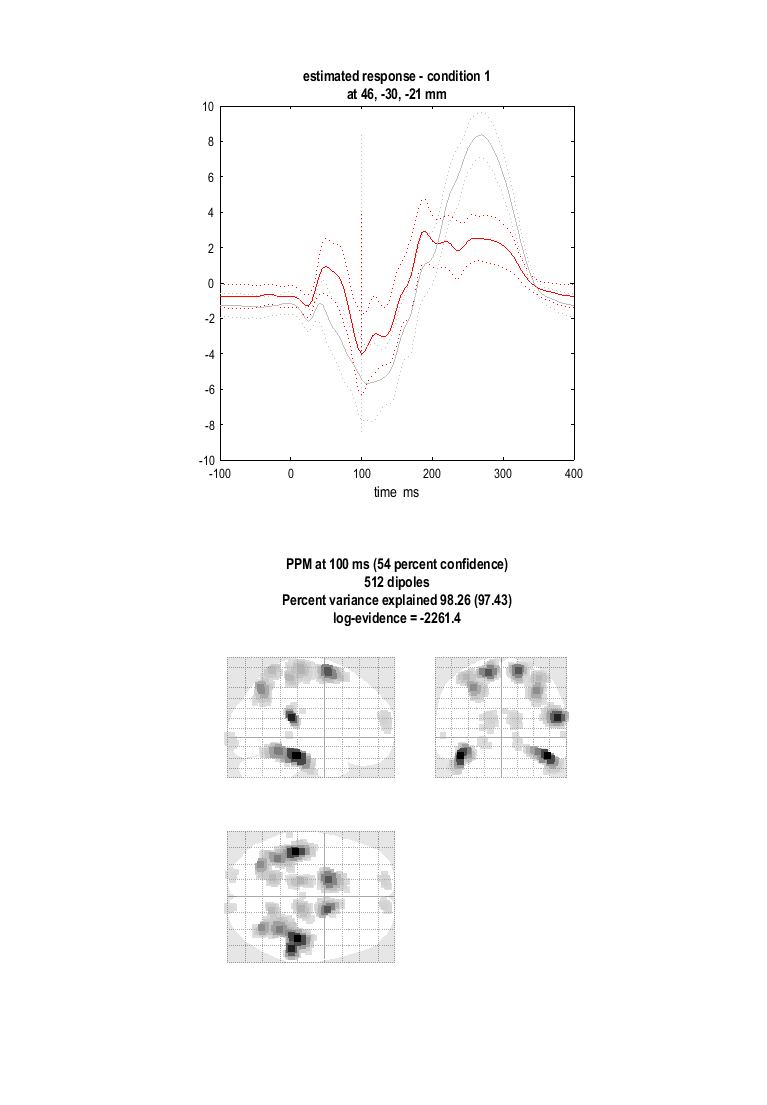 estimated response - condition 1
at 46, -30, -21 mm
10
8
6
4
2
0
-2
-4
-6
-8
-10
-100 0 100 200 300 400
time ms
PPM at 100 ms (54 percent confidence)
512 dipoles
Percent variance explained 98.26 (97.43)
log-evidence = -2261.4